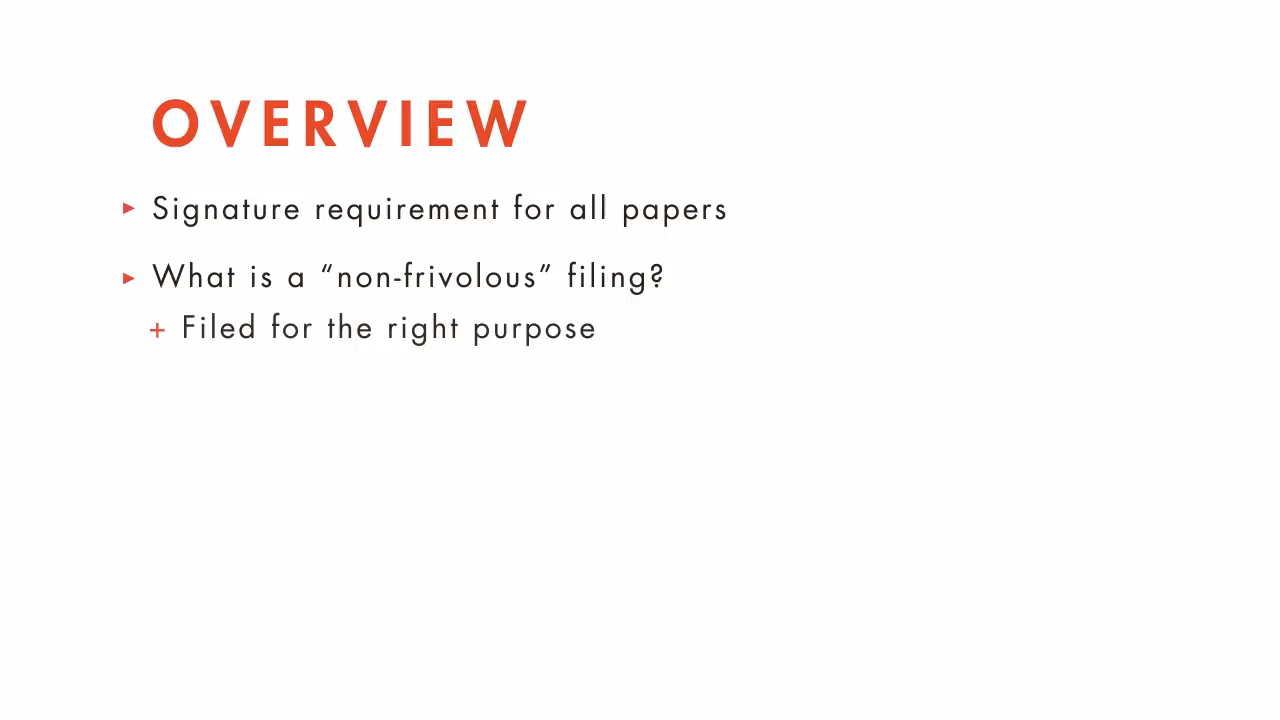 OVERVIEW
▸ Signature requirement for all papers
▸ What is a “non-frivolous” filing?
+ Filed for the right purpose